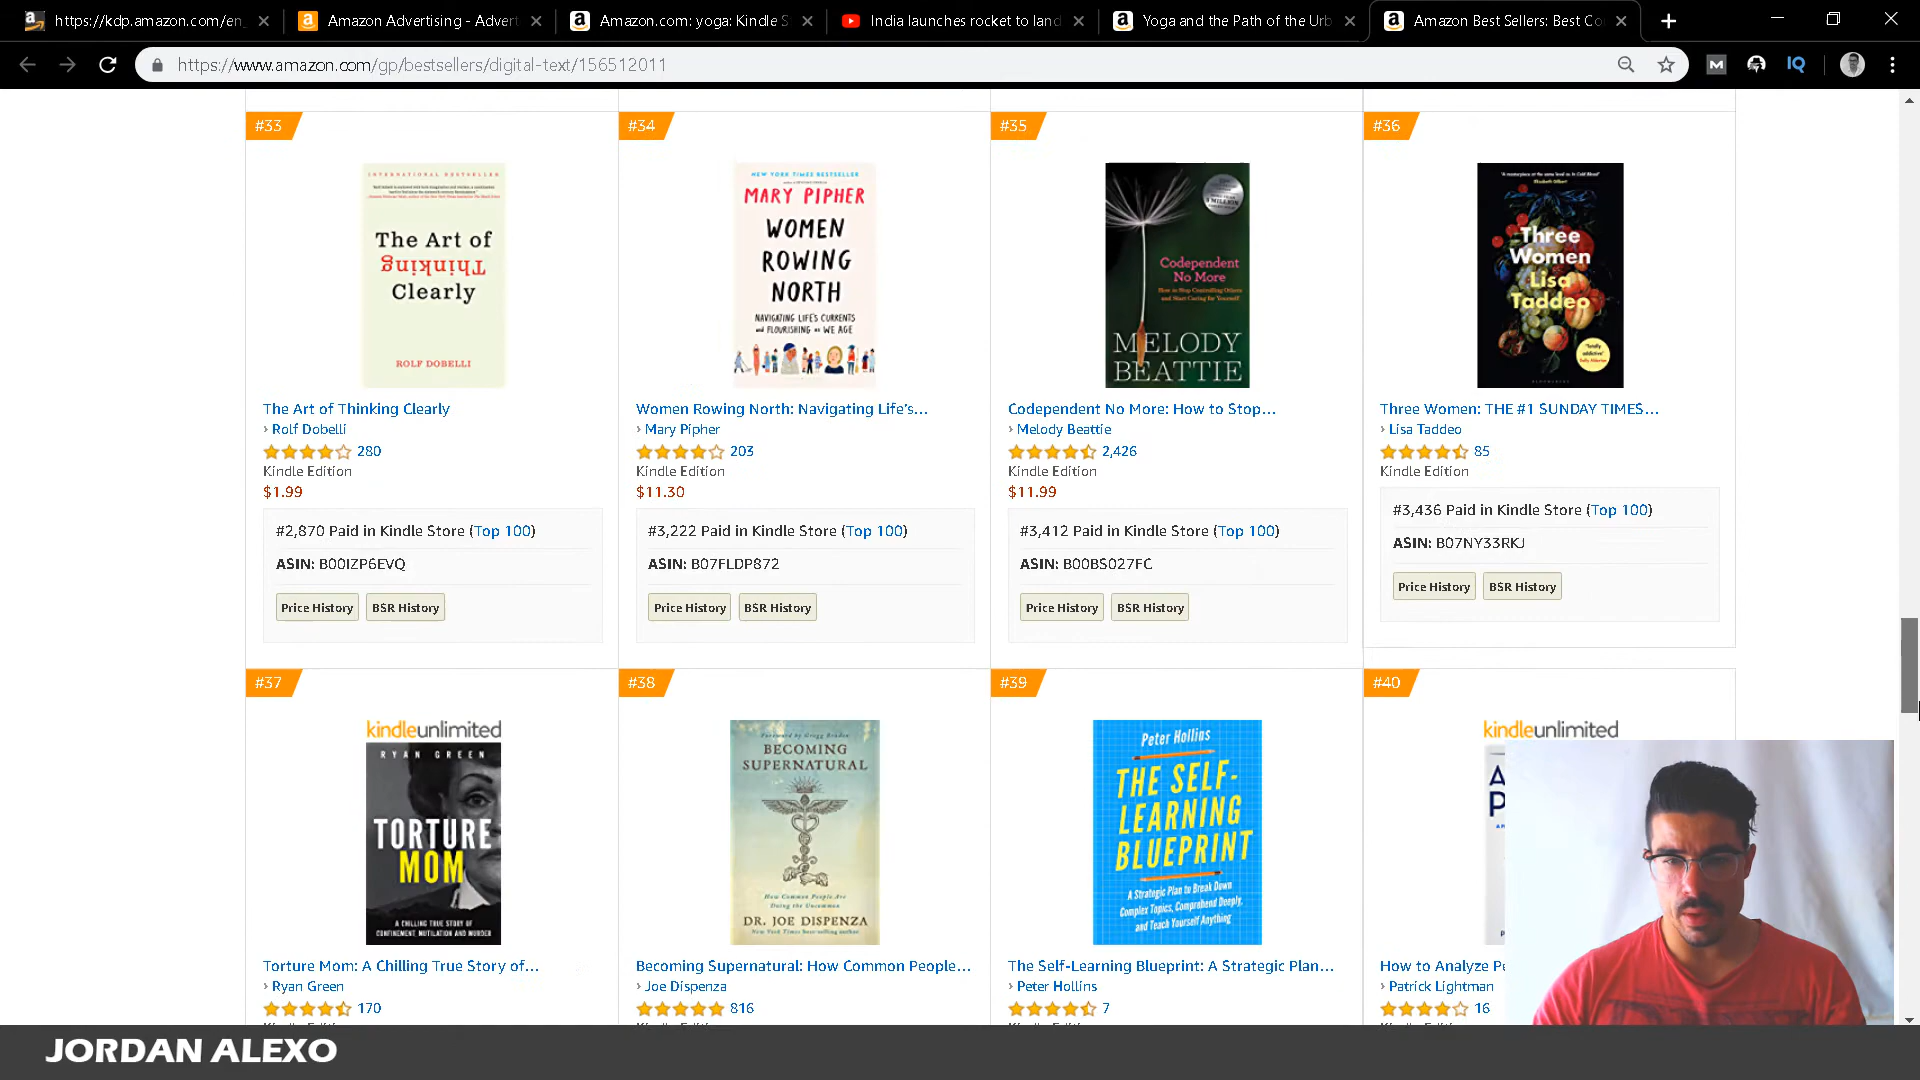 https://kdp.amazon.com/en_
Amazon Advertising - Advert
Amazon.com: yoga: Kindle S
India launches rocket to land
Yoga and the Path of the Urb
Amazon Best Sellers: Best Co
https://www.amazon.com/gp/bestsellers/digital-text/156512011
M
IQ
#33
#34
#35
#36
INTERNATIONAL BESTSELLER
The Art of
Thinking
Clearly
ROLF DOBELLI
NEW YORK TIMES BESTSELLER
MARY PIPHER
WOMEN
ROWING
NORTH
NAVIGATING LIFE'S CURRENTS
and FLOURISHING as WE AGE
Codependent
No More
How to Stop Controlling Others
and Start Caring for Yourself
MELODY
BEATTIE
Three
Women
Lisa
Taddeo
BLOOMSBURY
The Art of Thinking Clearly
› Rolf Dobelli
280
Kindle Edition
$1.99
#2,870 Paid in Kindle Store (Top 100)
ASIN: B00IZP6EVQ
Price History
BSR History
Women Rowing North: Navigating Life's…
› Mary Pipher
203
Kindle Edition
$11.30
#3,222 Paid in Kindle Store (Top 100)
ASIN: B07FLDP872
Price History
BSR History
Codependent No More: How to Stop…
› Melody Beattie
2,426
Kindle Edition
$11.99
#3,412 Paid in Kindle Store (Top 100)
ASIN: B00BS027FC
Price History
BSR History
Three Women: THE #1 SUNDAY TIMES…
› Lisa Taddeo
85
Kindle Edition
#3,436 Paid in Kindle Store (Top 100)
ASIN: B07NY33RKJ
Price History
BSR History
#37
#38
#39
#40
kindleunlimited
RYAN GREEN
TORTURE
MOM
A CHILLING TRUE STORY OF
CONFINEMENT, MUTILATION AND MURDER
Foreword by Gregg Braden
BECOMING
SUPERNATURAL
How Common People Are
Doing the Uncommon
DR. JOE DISPENZA
New York Times best-selling author
Peter Hollins
THE SELF-
LEARNING
BLUEPRINT
A Strategic Plan to Break Down
Complex Topics, Comprehend Deeply,
and Teach Yourself Anything
kindleunlimited
A
P
Torture Mom: A Chilling True Story of…
› Ryan Green
170
Becoming Supernatural: How Common People…
› Joe Dispenza
816
The Self-Learning Blueprint: A Strategic Plan…
› Peter Hollins
7
How to Analyze Pe
› Patrick Lightman
16
JORDAN ALEXO